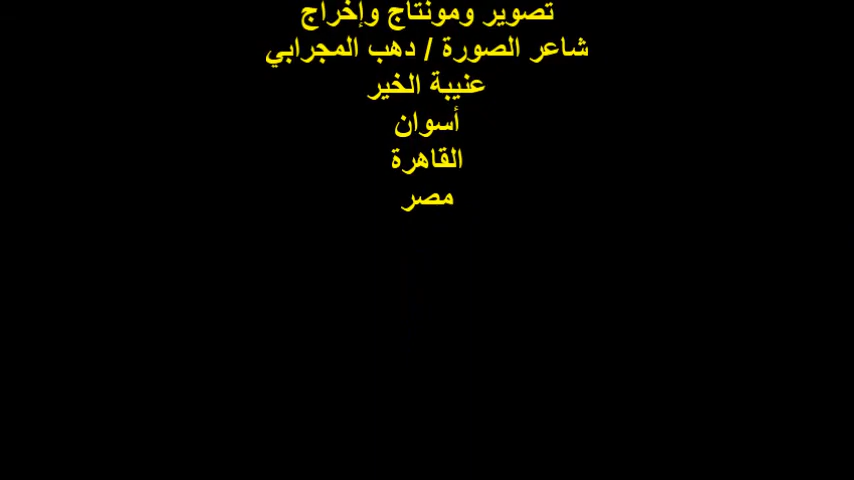 تصوير ومونتاج وإخراج
شاعر الصورة / دهب المجرابي
عنيبة الخير
أسوان
القاهرة
مصر